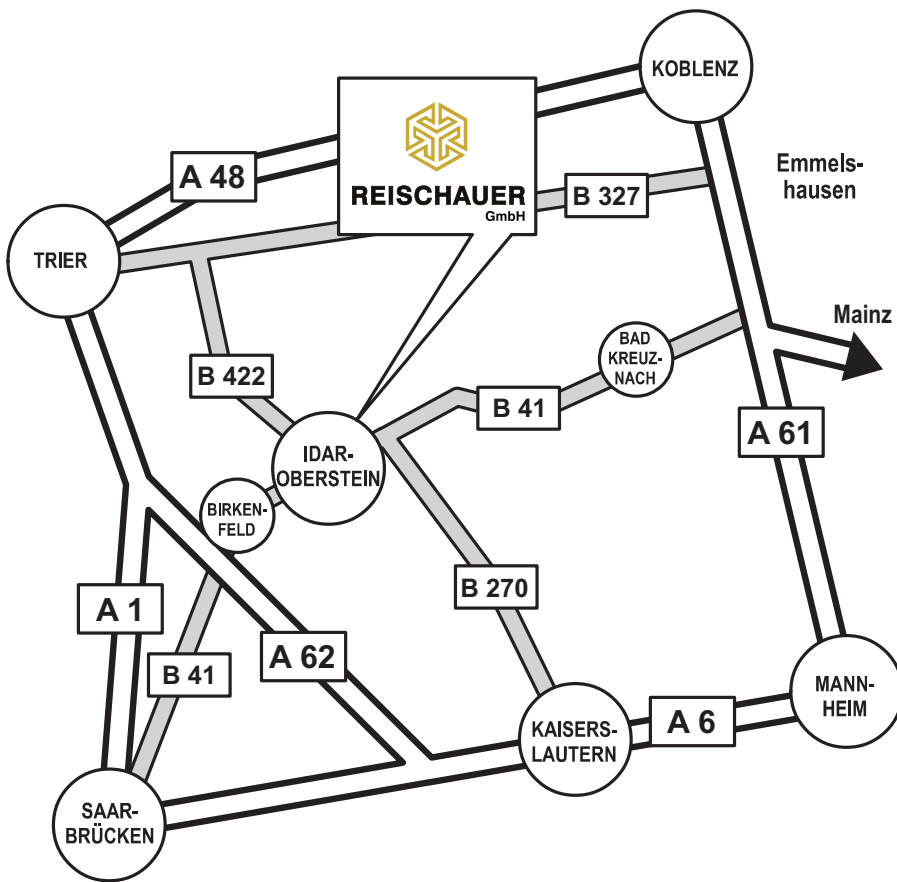 KOBLENZ
Emmels-
hausen
A 48
REISCHAUER
GmbH
B 327
TRIER
Mainz
BAD
KREUZ-
NACH
B 422
B 41
A 61
IDAR-
OBERSTEIN
BIRKEN-
FELD
B 270
A 1
A 62
B 41
MANN-
HEIM
A 6
KAISERS-
LAUTERN
SAAR-
BRÜCKEN